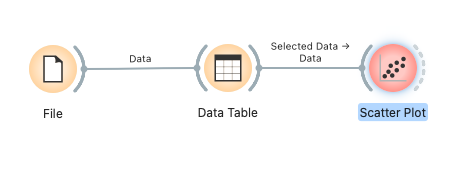 Data
Selected Data →
Data
File
Data Table
Scatter Plot